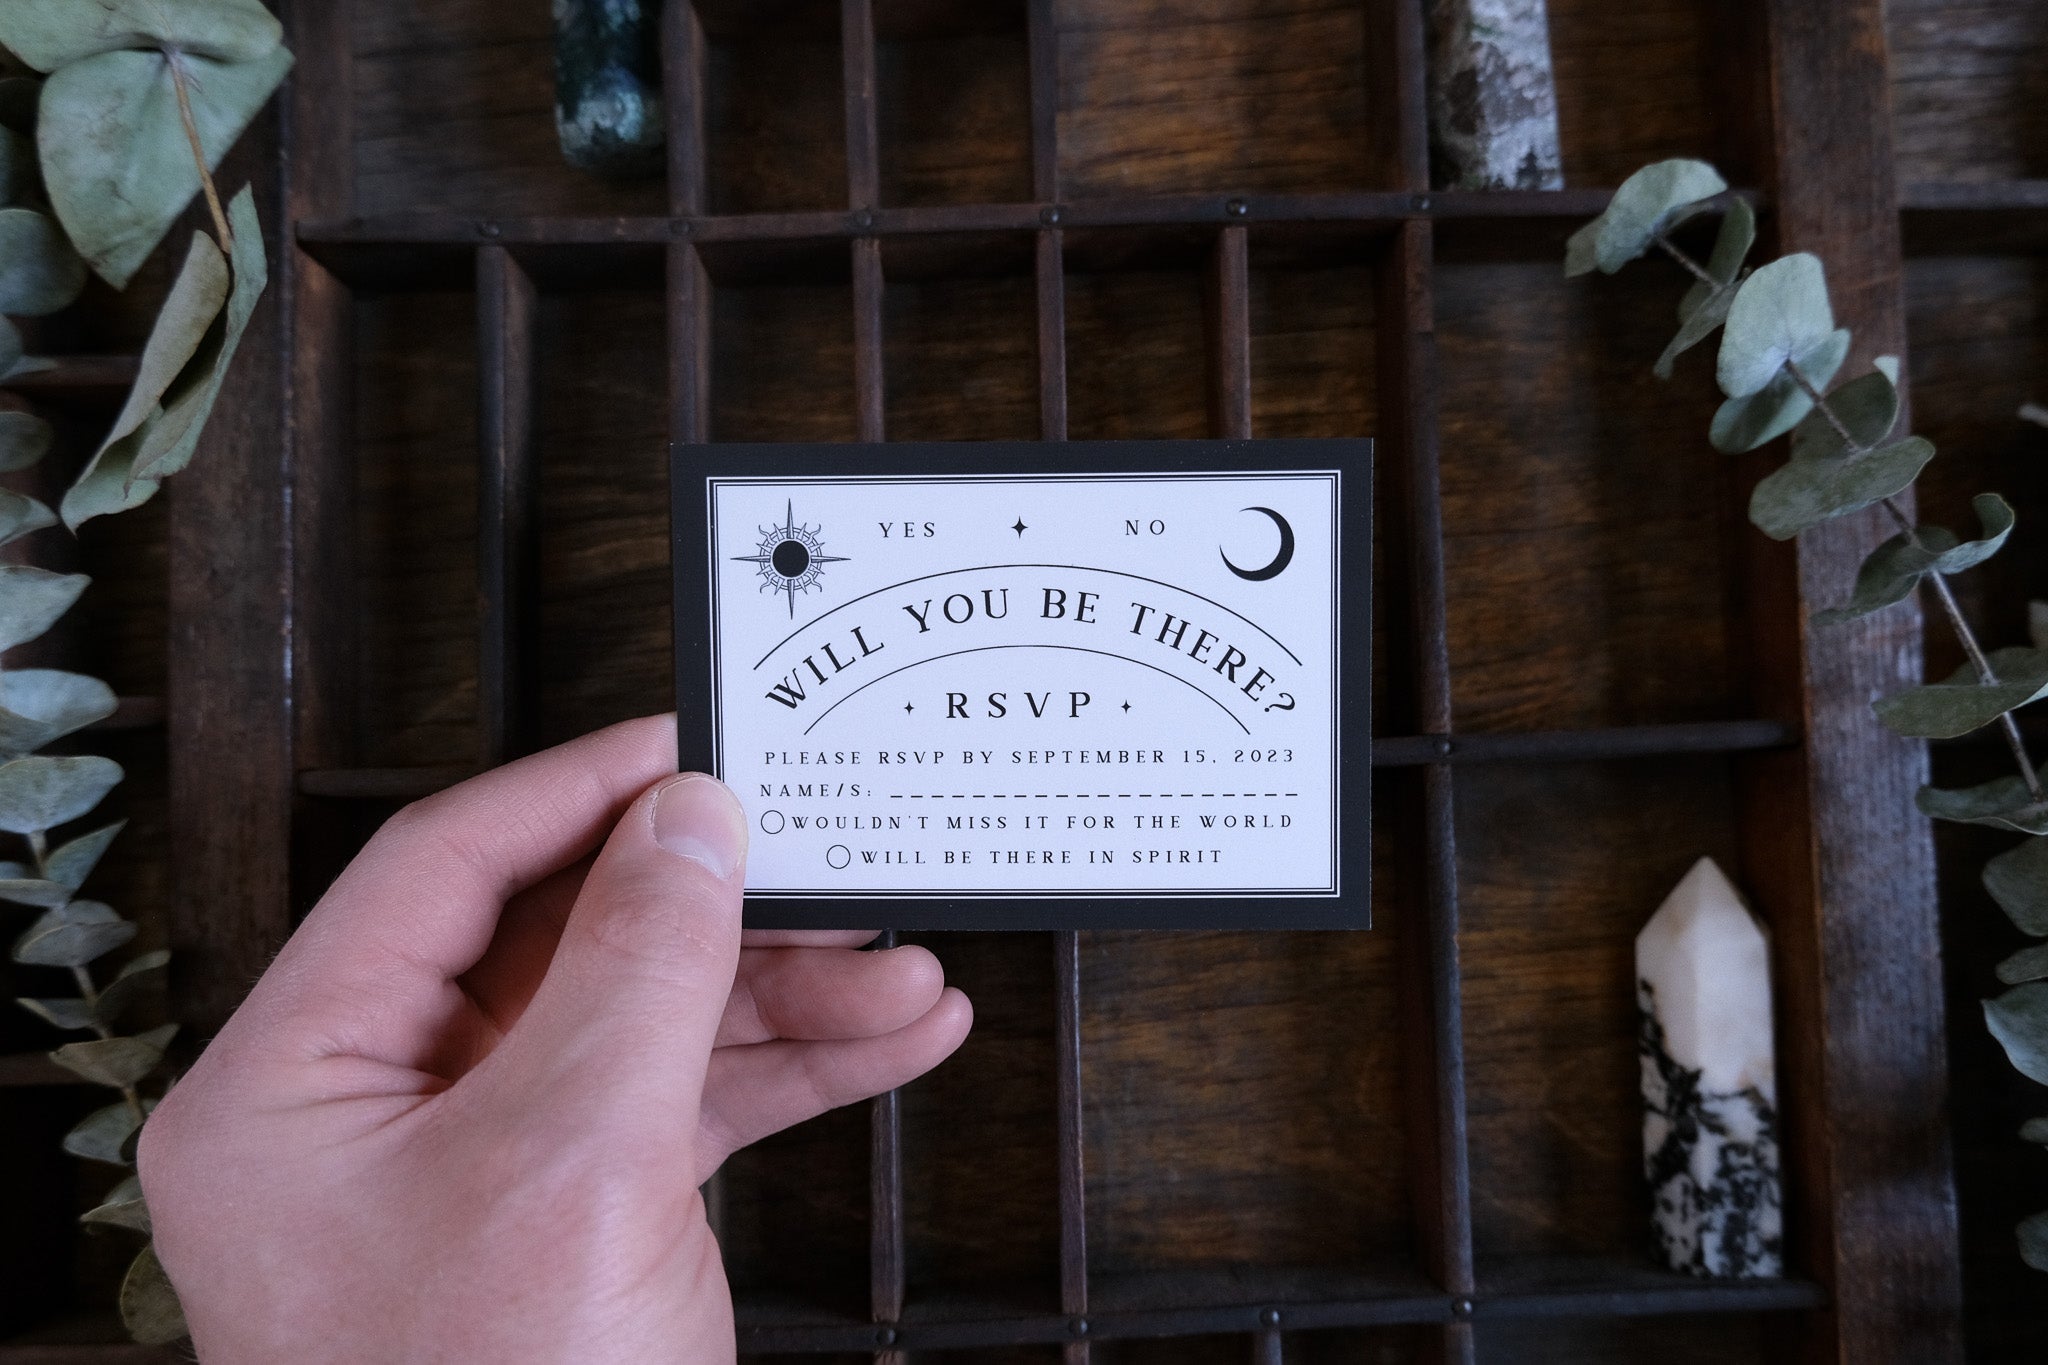 YES NO
WILL YOU BE THERE?
RSVP
PLEASE RSVP BY SEPTEMBER 15, 2023
NAME/S: ____________________
WOULDN'T MISS IT FOR THE WORLD
WILL BE THERE IN SPIRIT